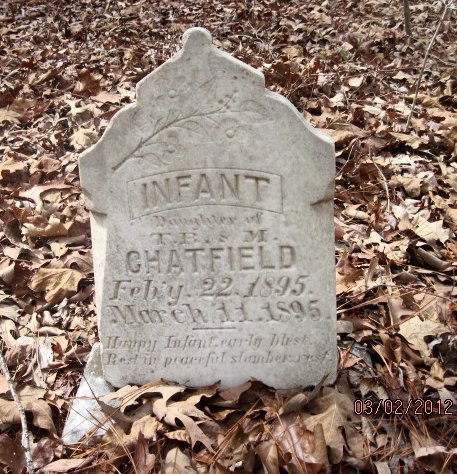 INFANT
Daughter of
T.B. & M.
CHATFIELD
Feb'y 22. 1895.
March 11. 1895
Happy Infant early blest.
Rest in peaceful slumber rest.
03/02/2012